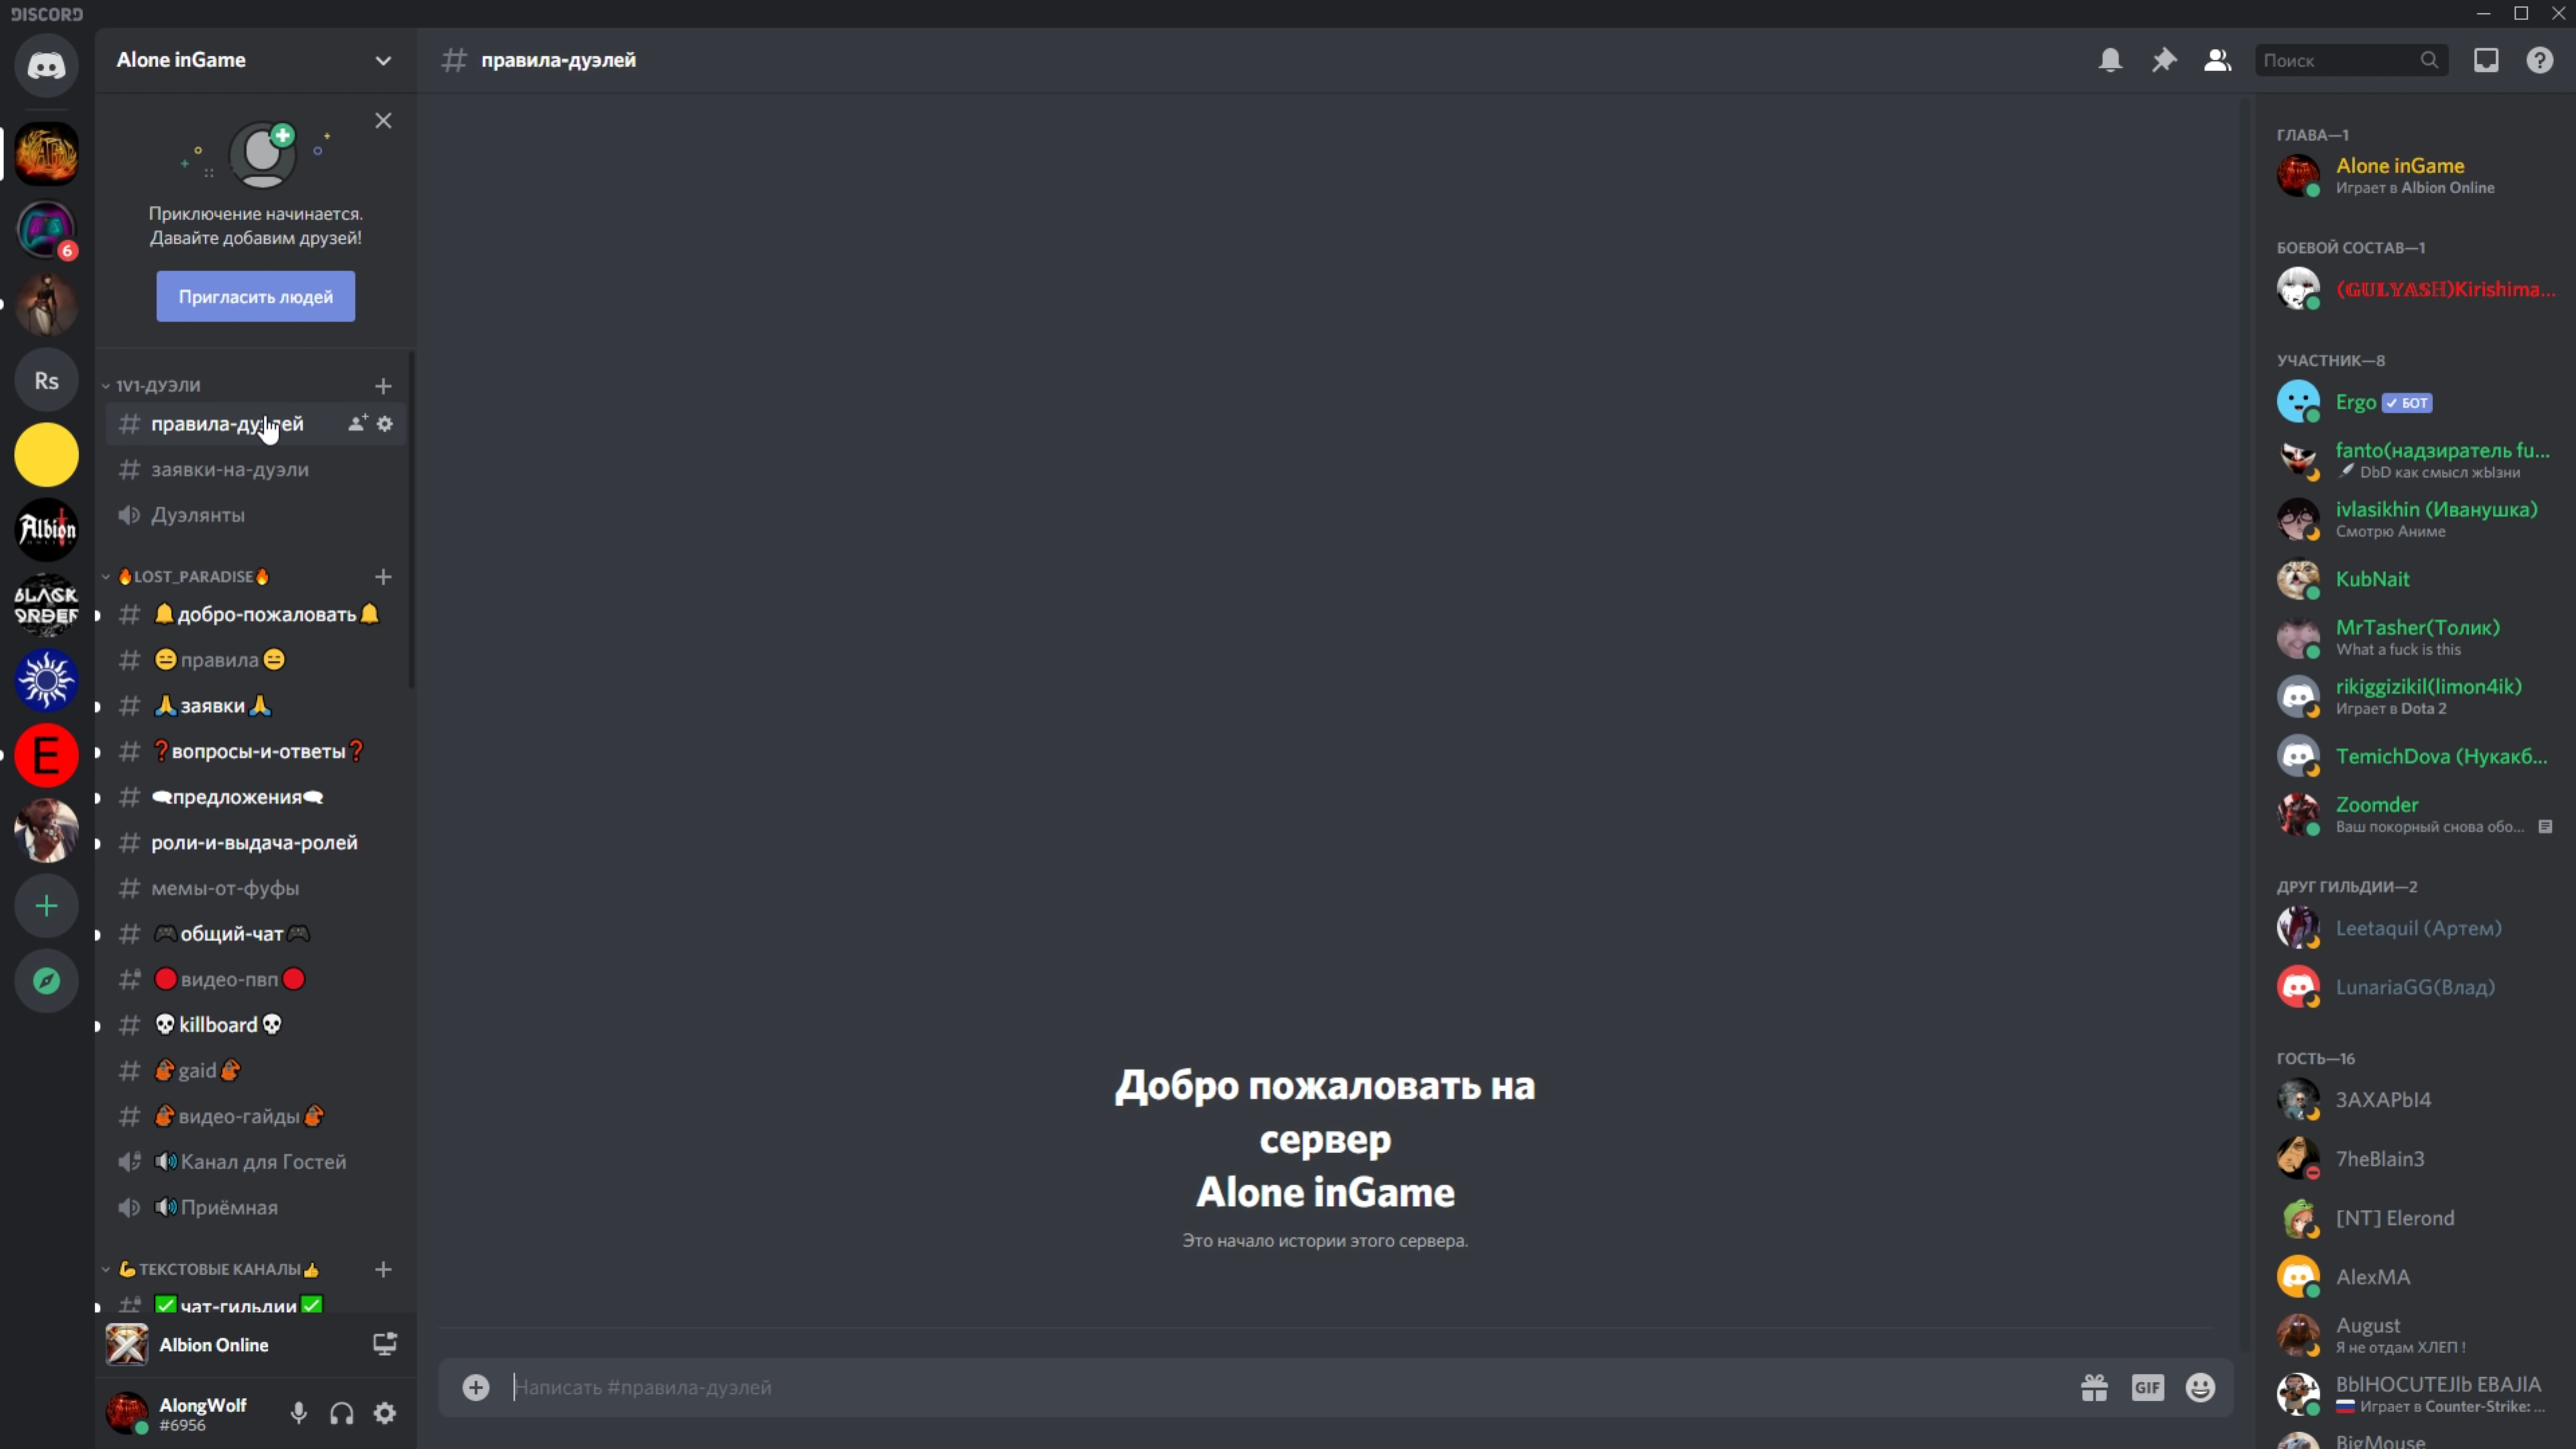 DISCORD
Alone inGame
правила-дуэлей
Поиск
6
Приключение начинается.
Давайте добавим друзей!
Пригласить людей
Rs
Albion
ONLINE
BLACK
ORDER
E
1V1-ДУЭЛИ
заявки-на-дуэли
Дуэлянты
🔥LOST_PARADISE🔥
🔔добро-пожаловать🔔
😑правила😑
🙏заявки🙏
❓вопросы-и-ответы❓
🗨предложения🗨
роли-и-выдача-ролей
мемы-от-фуфы
🎮общий-чат🎮
🔴видео-пвп🔴
💀killboard💀
gaid
видео-гайды
🔊Канал для Гостей
🔊Приёмная
💪ТЕКСТОВЫЕ КАНАЛЫ👍
✅чат-гильдии✅
Albion Online
AlongWolf
#6956
Добро пожаловать на
сервер
Alone inGame
Это начало истории этого сервера.
Написать #правила-дуэлей
GIF
ГЛАВА—1
Alone inGame
Играет в Albion Online
БОЕВОЙ СОСТАВ—1
(𝔾𝕌𝕃𝕐𝔸𝕊ℍ)Kirishima...
УЧАСТНИК—8
Ergo ✓ БОТ
fanto(надзиратель fu...
DbD как смысл жЫзни
ivlasikhin (Иванушка)
Смотрю Аниме
KubNait
MrTasher(Толик)
What a fuck is this
rikiggizikil(limon4ik)
Играет в Dota 2
TemichDova (Нукакб...
Zoomder
Ваш покорный снова обо...
ДРУГ ГИЛЬДИИ—2
Leetaquil (Артем)
LunariaGG(Влад)
ГОСТЬ—16
3AXAPbI4
7heBlain3
[NT] Elerond
AlexMA
August
Я не отдам ХЛЕП !
BblHOCUTEJlb EBAJlA
Играет в Counter-Strike: ...
BigMouse